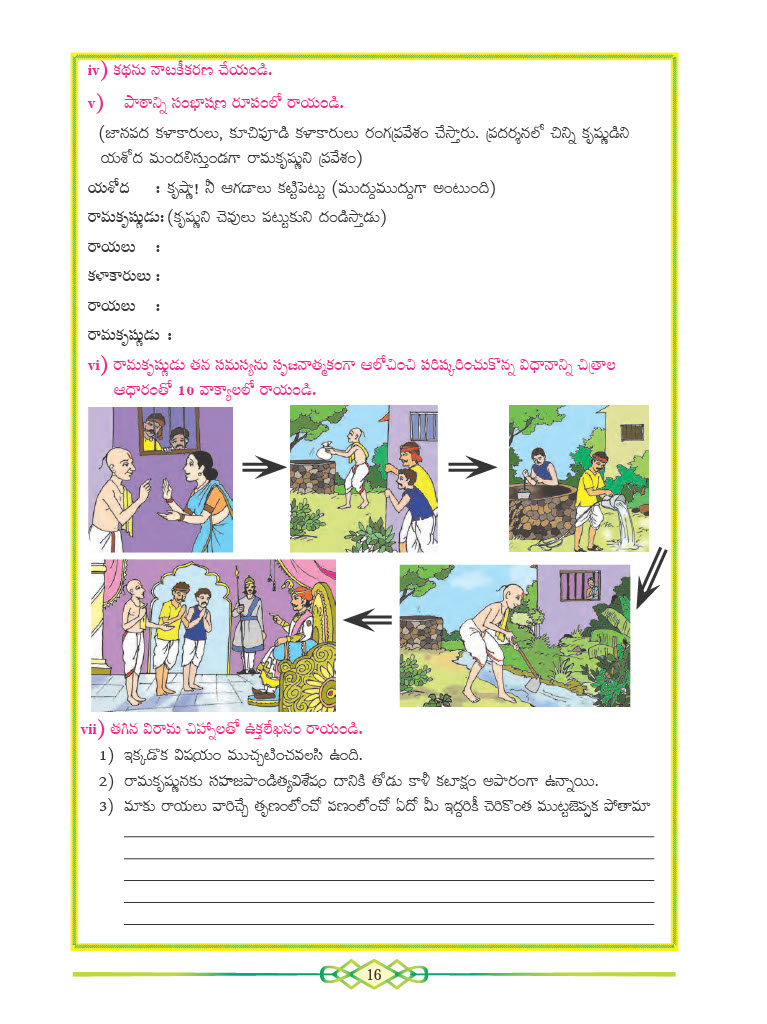 iv) కథను నాటకీకరణ చేయండి.
v) పాఠాన్ని సంభాషణ రూపంలో రాయండి.
(జానపద కళాకారులు, కూచిపూడి కళాకారులు రంగప్రవేశం చేస్తారు. ప్రదర్శనలో చిన్ని కృష్ణుడిని
యశోద మందలిస్తుండగా రామకృష్ణుని ప్రవేశం)
యశోద : కృష్ణా! నీ ఆగడాలు కట్టిపెట్టు (ముద్దుముద్దుగా అంటుంది)
రామకృష్ణుడు: (కృష్ణుని చెవులు పట్టుకుని దండిస్తాడు)
రాయలు :
కళాకారులు :
రాయలు :
రామకృష్ణుడు :
vi) రామకృష్ణుడు తన సమస్యను సృజనాత్మకంగా ఆలోచించి పరిష్కరించుకొన్న విధానాన్ని చిత్రాల
ఆధారంతో 10 వాక్యాలలో రాయండి.
vii) తగిన విరామ చిహ్నాలతో ఉక్తలేఖనం రాయండి.
1) ఇక్కడొక విషయం ముచ్చటించవలసి ఉంది.
2) రామకృష్ణునకు సహజపాండిత్యవిశేషం దానికి తోడు కాళీ కటాక్షం అపారంగా ఉన్నాయి.
3) మాకు రాయలు వారిచ్చే తృణంలోంచో పణంలోంచో ఏదో మీ ఇద్దరికీ చెరికొంత ముట్టజెప్పక పోతామా
16